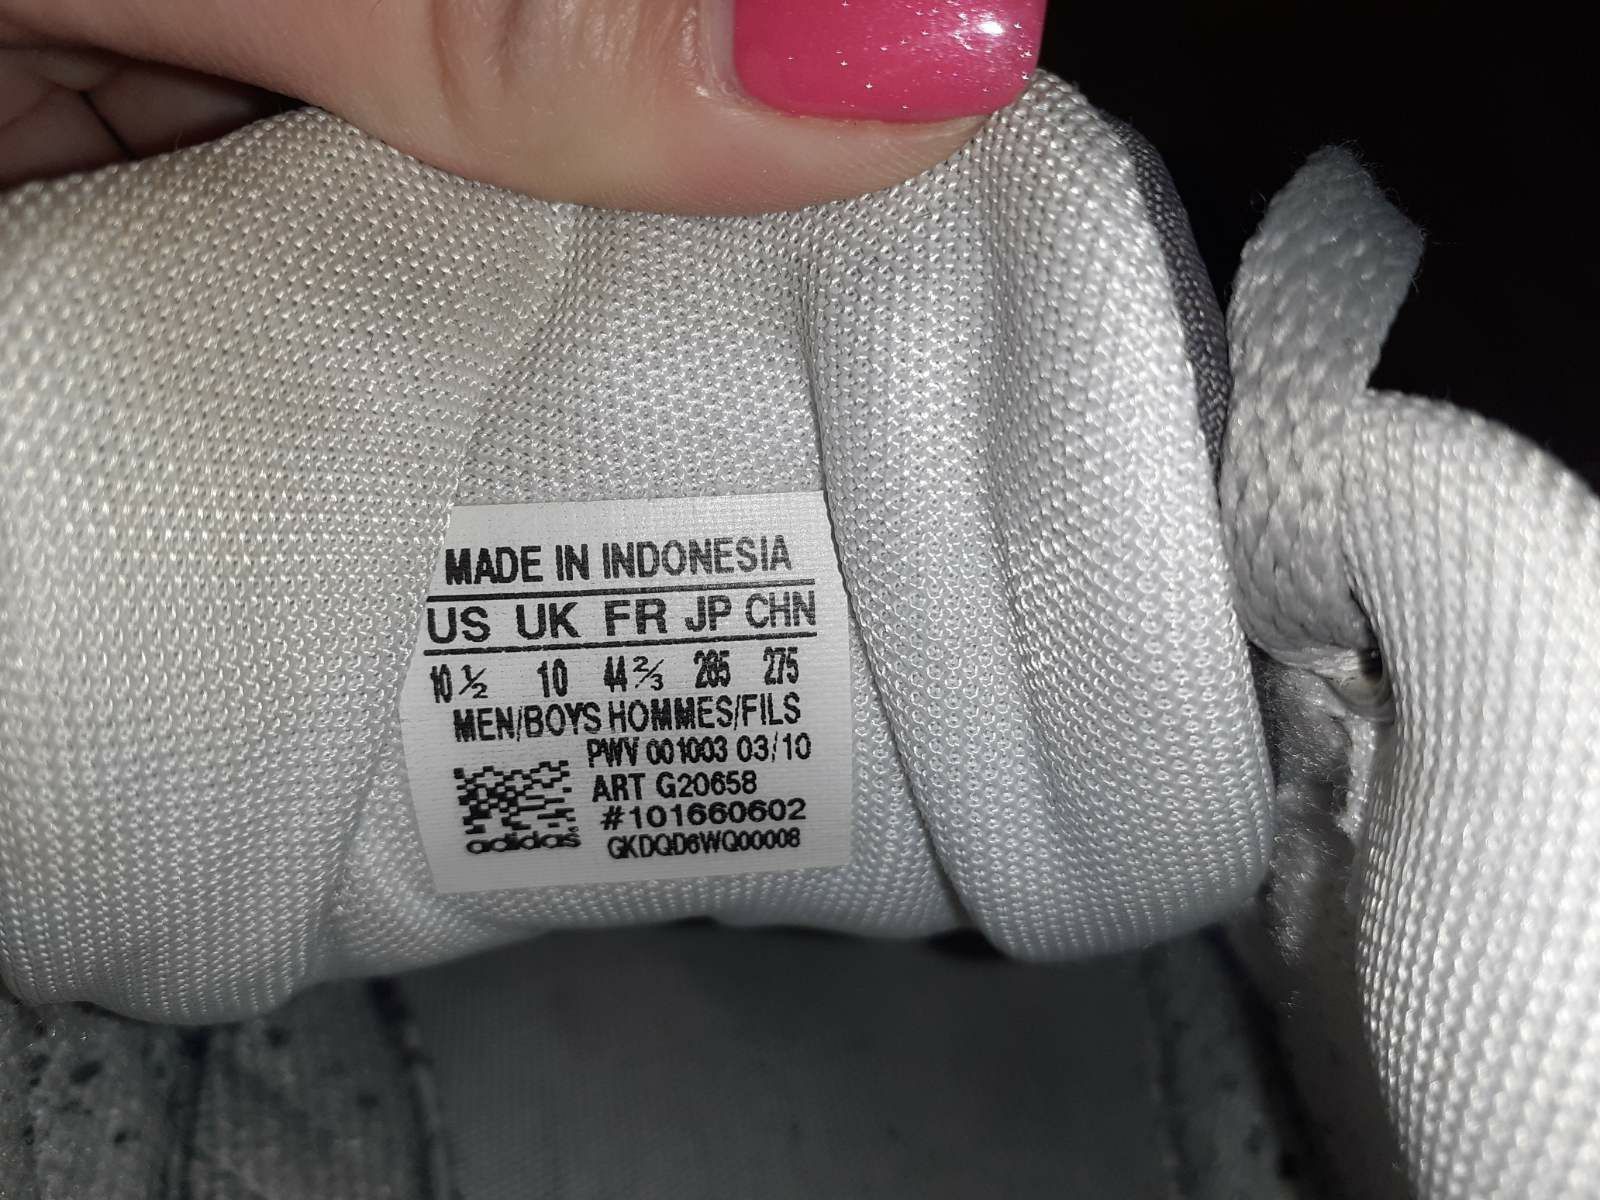 MADE IN INDONESIA
US UK FR JP CHN
10 ½ 10 44 ⅔ 285 275
MEN/BOYS HOMMES/FILS
PWV 001003 03/10
ART G20658
#101660602
adidas GKDQD6WQ00008